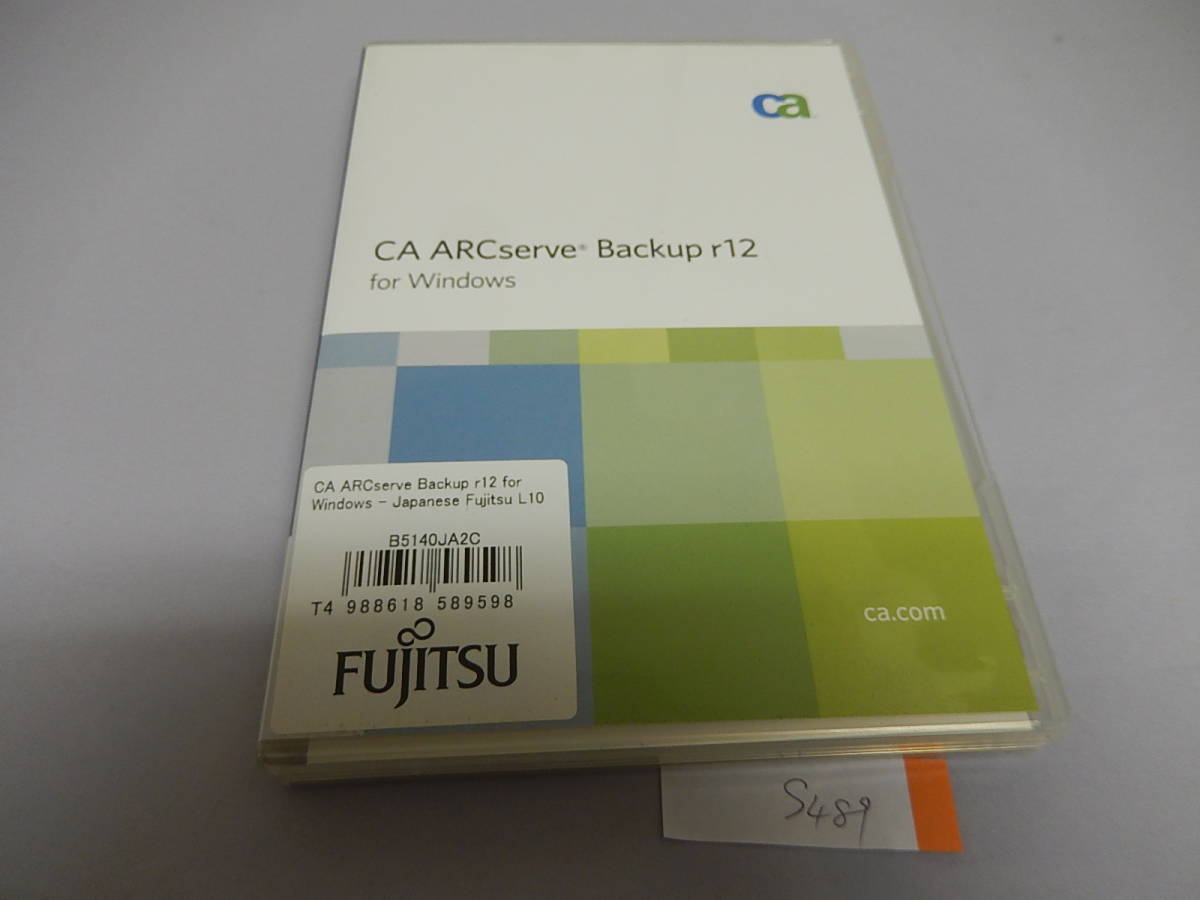 ca
CA ARCserve® Backup r12
for Windows
CA ARCserve Backup r12 for
Windows - Japanese Fujitsu L10
B5140JA2C
T4 988618 589598
FUJITSU
ca.com
S489